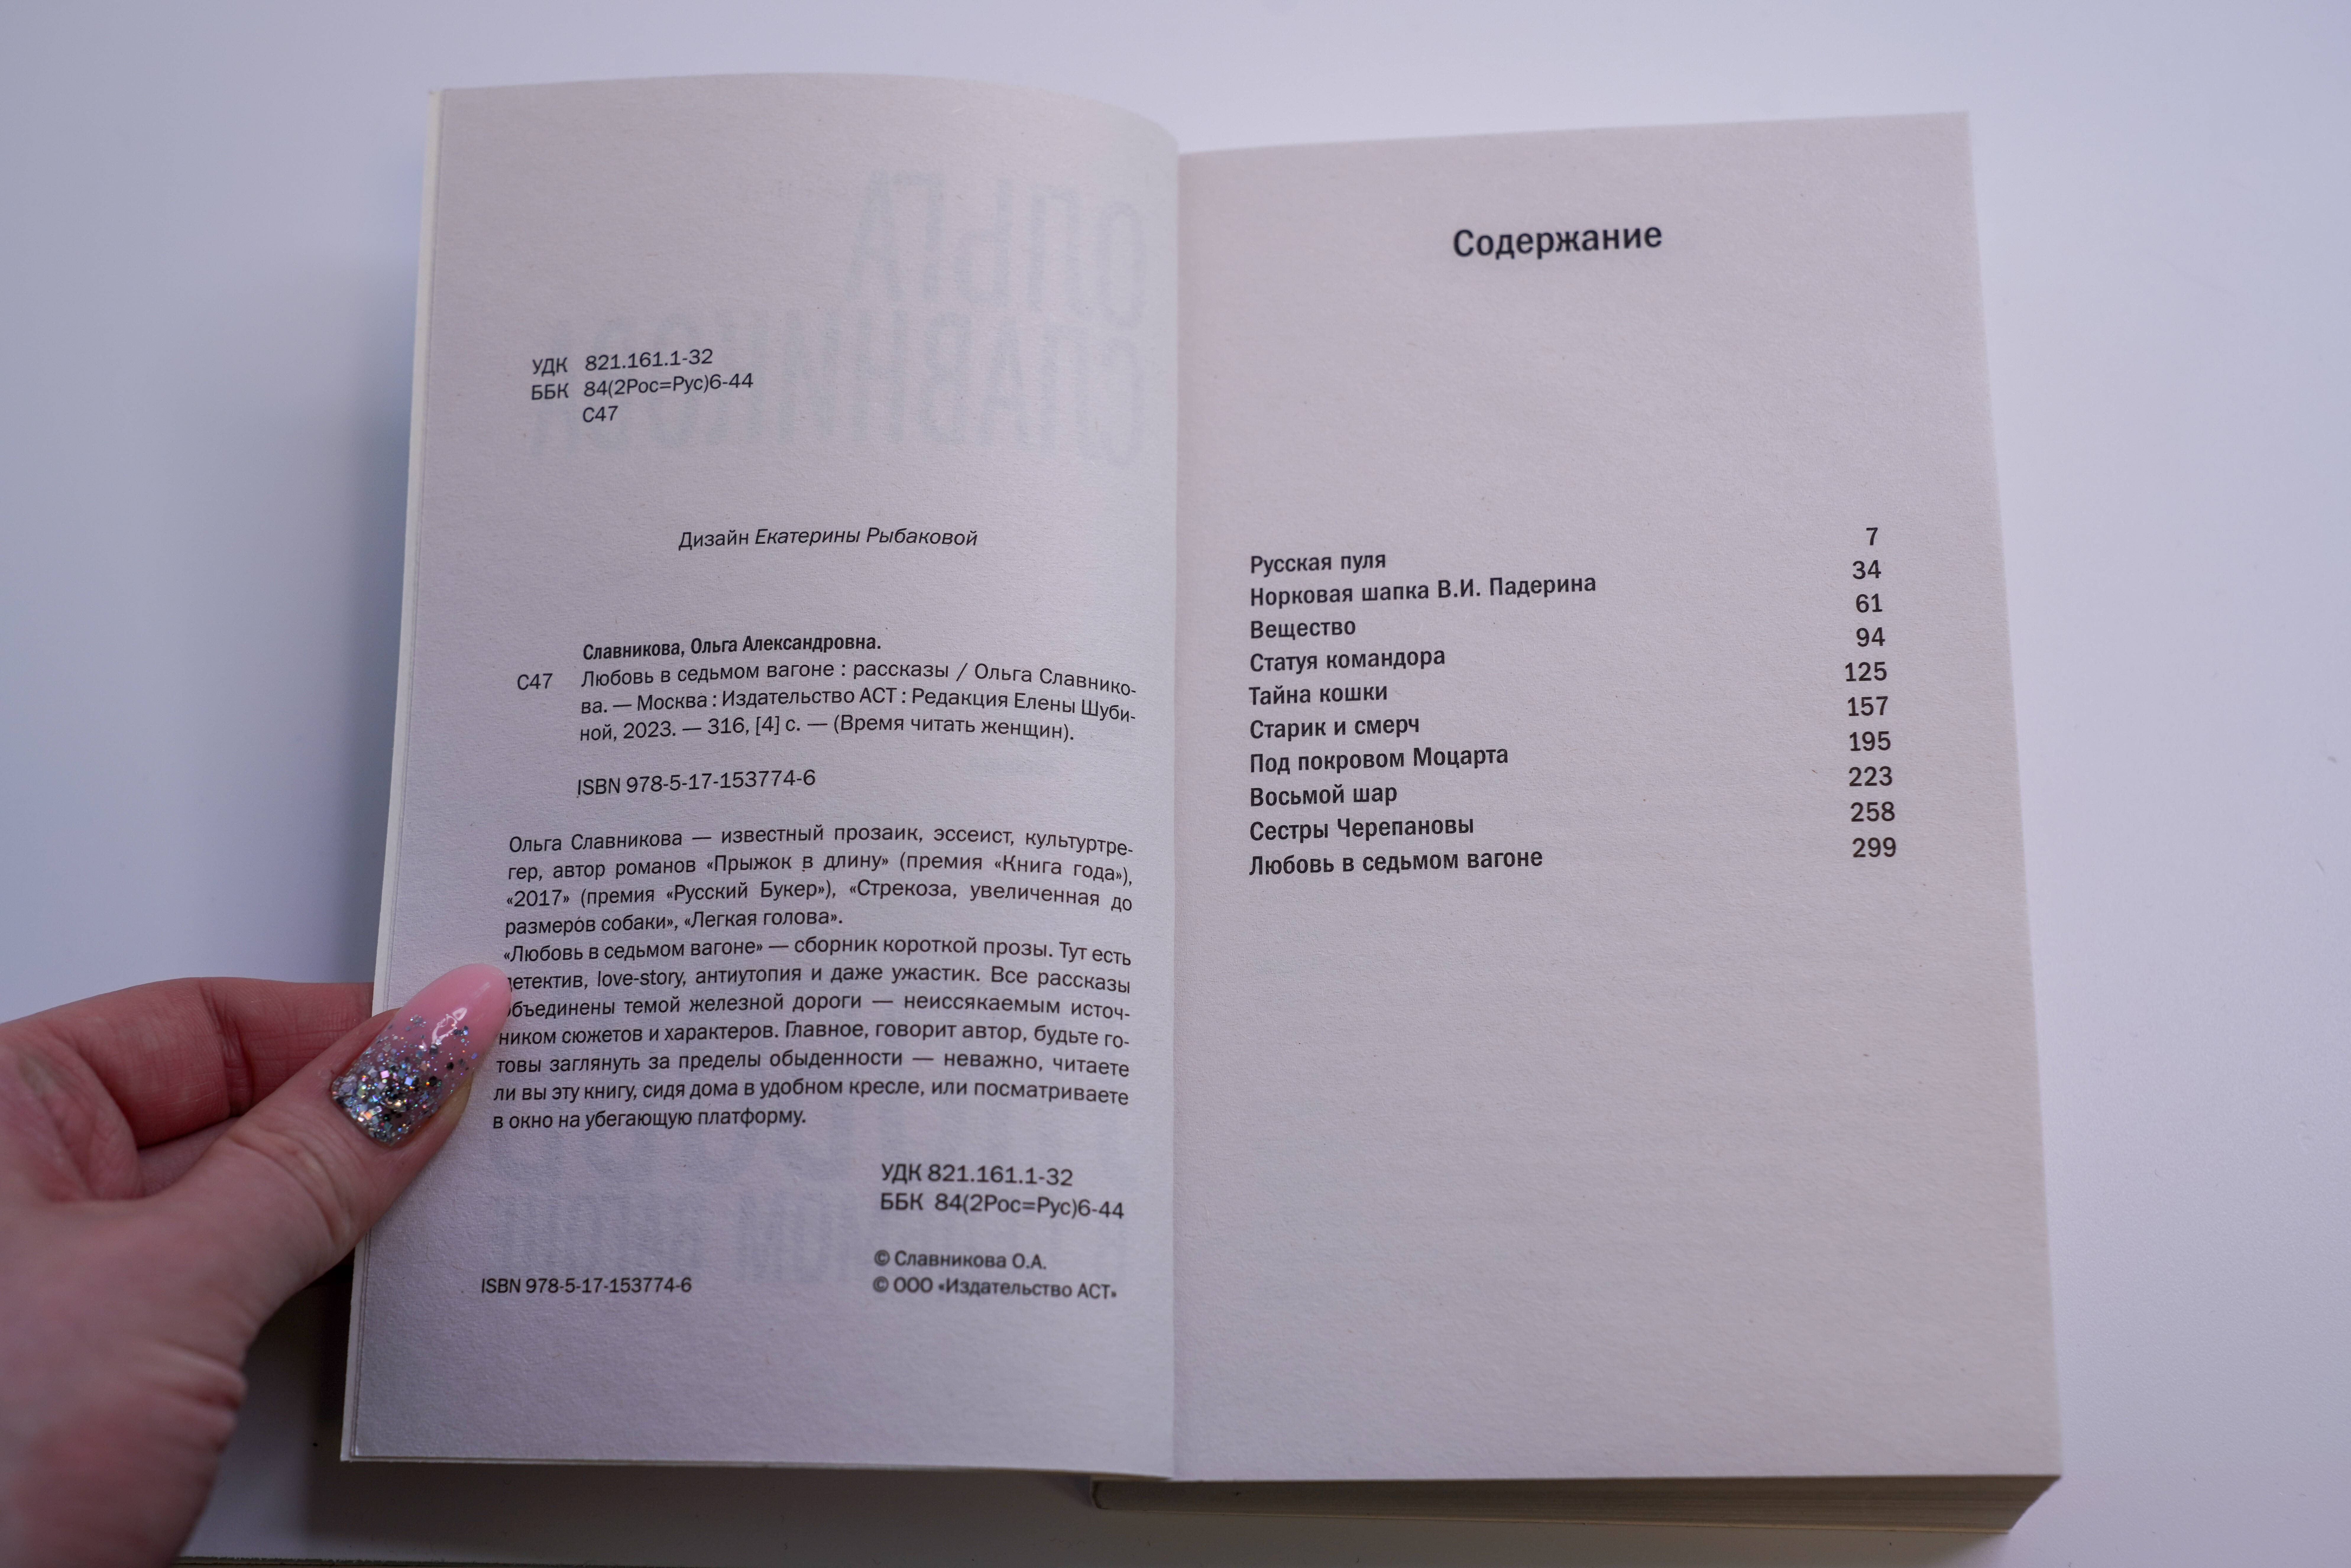 УДК 821.161.1-32
ББК 84(2Рос=Рус)6-44
С47
Дизайн Екатерины Рыбаковой
Славникова, Ольга Александровна.
С47 Любовь в седьмом вагоне : рассказы / Ольга Славнико-
ва. — Москва : Издательство АСТ : Редакция Елены Шуби-
ной, 2023. — 316, [4] с. — (Время читать женщин).
ISBN 978-5-17-153774-6
Ольга Славникова — известный прозаик, эссеист, культуртре-
гер, автор романов «Прыжок в длину» (премия «Книга года»),
«2017» (премия «Русский Букер»), «Стрекоза, увеличенная до
размеров собаки», «Легкая голова».
«Любовь в седьмом вагоне» — сборник короткой прозы. Тут есть
детектив, love-story, антиутопия и даже ужастик. Все рассказы
объединены темой железной дороги — неиссякаемым источ-
ником сюжетов и характеров. Главное, говорит автор, будьте го-
товы заглянуть за пределы обыденности — неважно, читаете
ли вы эту книгу, сидя дома в удобном кресле, или посматриваете
в окно на убегающую платформу.
УДК 821.161.1-32
ББК 84(2Рос=Рус)6-44
© Славникова О.А.
ISBN 978-5-17-153774-6 © ООО «Издательство АСТ»
Содержание
Русская пуля 7
Норковая шапка В.И. Падерина 34
Вещество 61
Статуя командора 94
Тайна кошки 125
Старик и смерч 157
Под покровом Моцарта 195
Восьмой шар 223
Сестры Черепановы 258
Любовь в седьмом вагоне 299